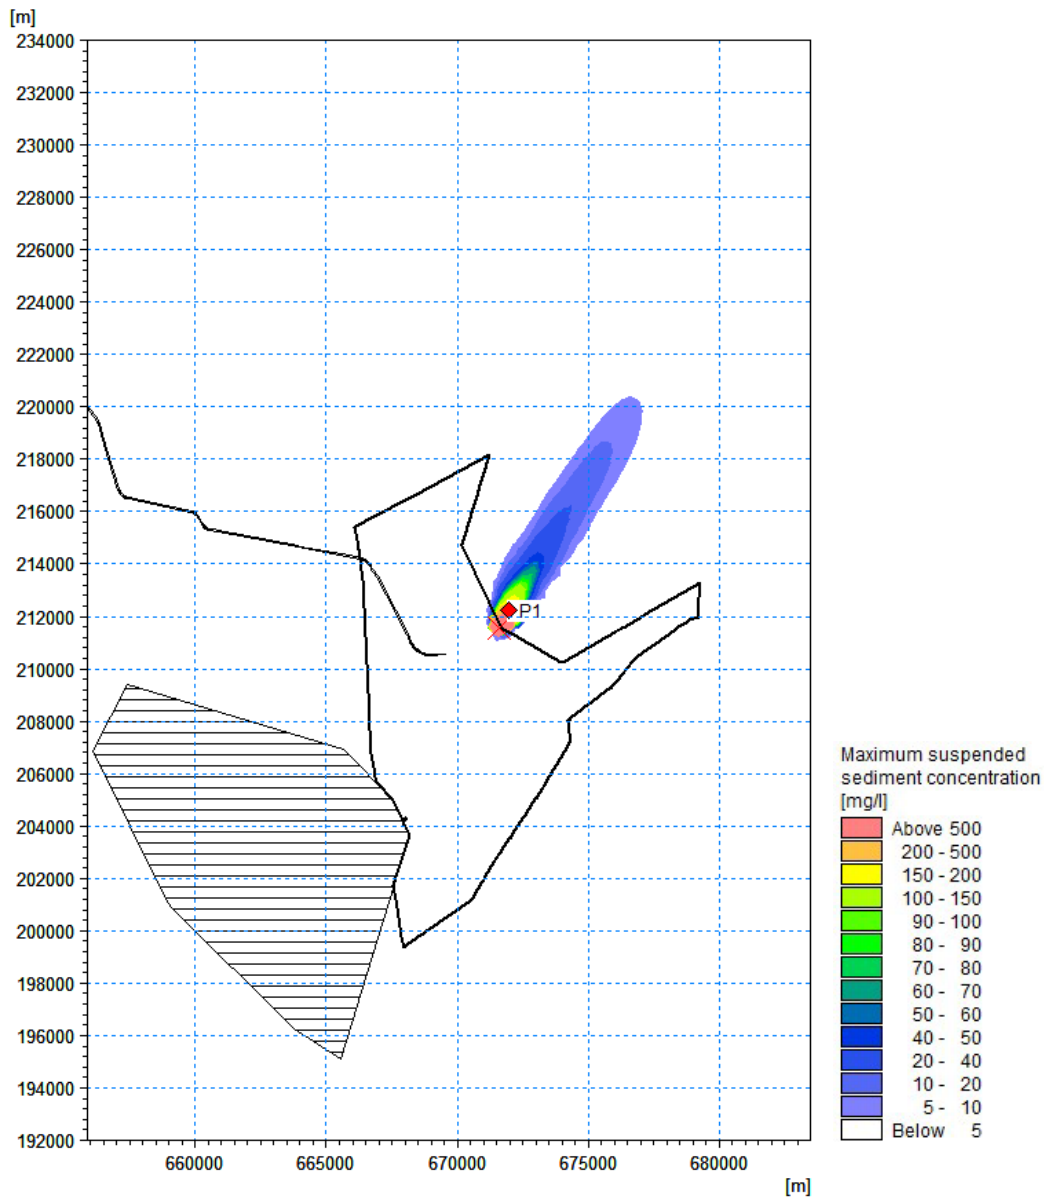 [m]
234000
232000
230000
228000
226000
224000
222000
220000
218000
216000
214000
212000
210000
208000
206000
204000
202000
200000
198000
196000
194000
192000
P1
660000 665000 670000 675000 680000
[m]
Maximum suspended
sediment concentration
[mg/l]
Above 500
200 - 500
150 - 200
100 - 150
90 - 100
80 - 90
70 - 80
60 - 70
50 - 60
40 - 50
20 - 40
10 - 20
5 - 10
Below 5